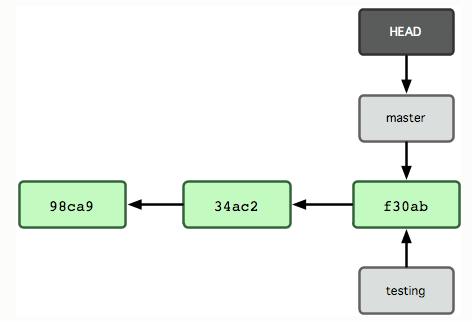 HEAD
master
98ca9
34ac2
f30ab
testing